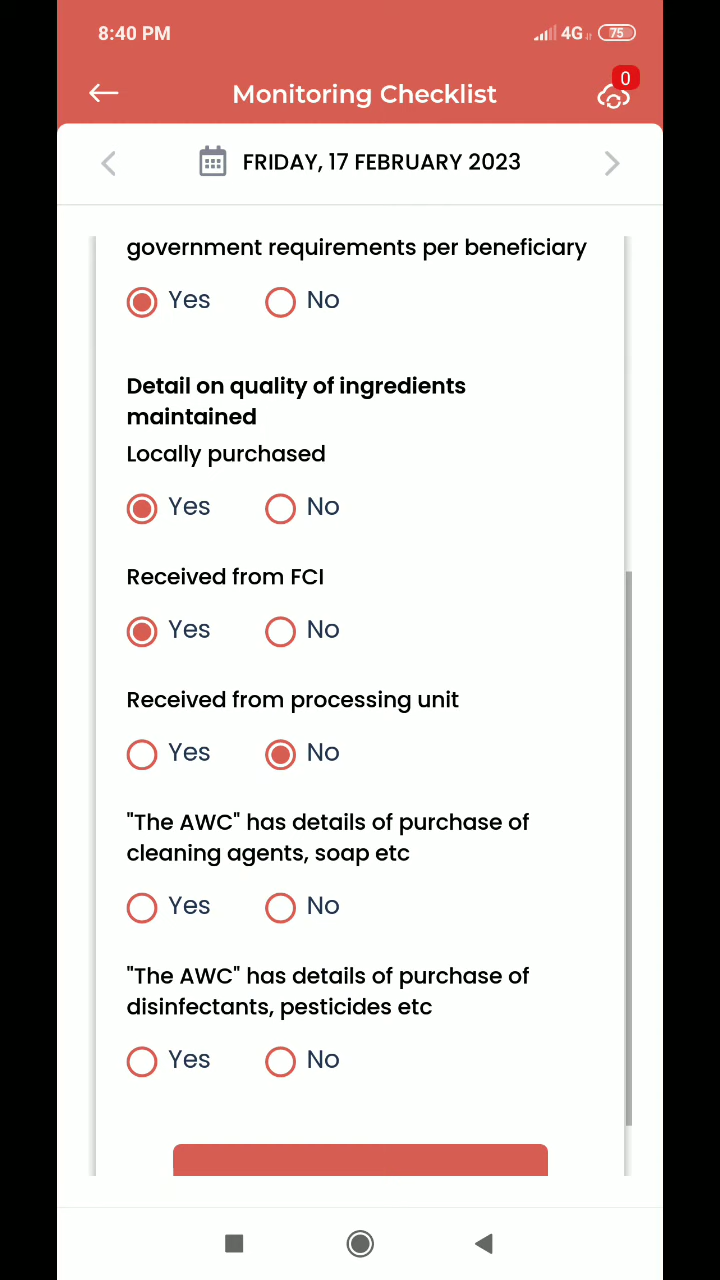 8:40 PM
4G
75
Monitoring Checklist
0
FRIDAY, 17 FEBRUARY 2023
government requirements per beneficiary
Yes No
Detail on quality of ingredients
maintained
Locally purchased
Yes No
Received from FCI
Yes No
Received from processing unit
Yes No
"The AWC" has details of purchase of
cleaning agents, soap etc
Yes No
"The AWC" has details of purchase of
disinfectants, pesticides etc
Yes No